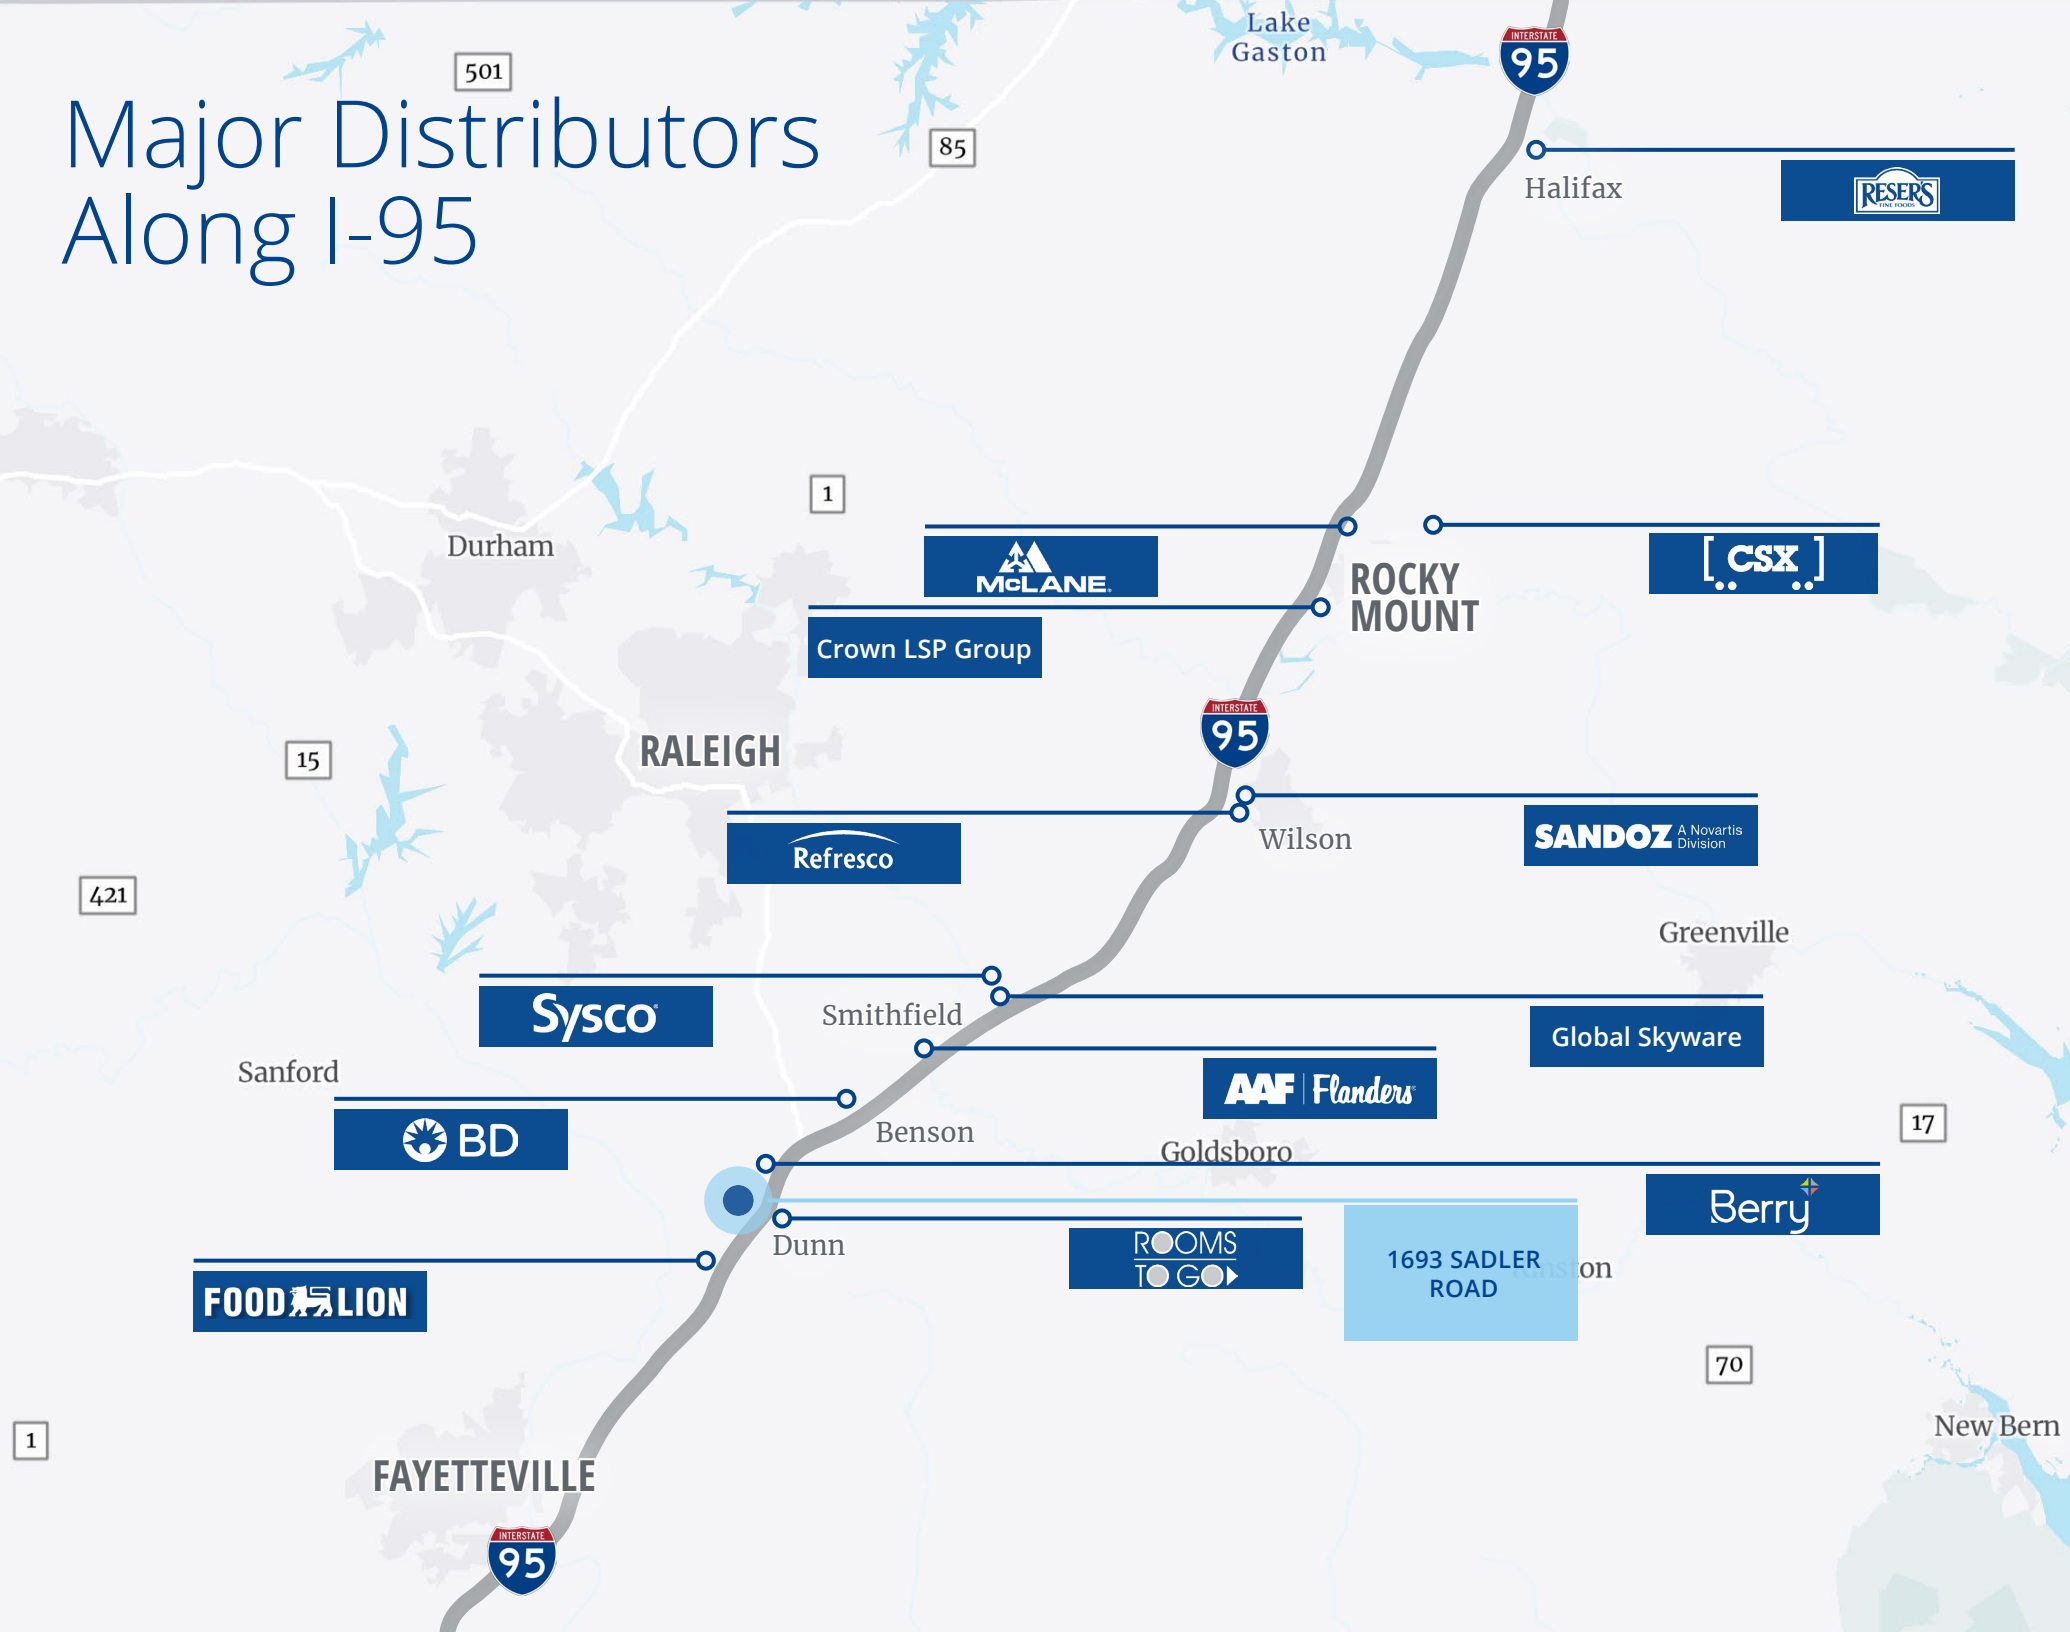 Lake
Gaston
INTERSTATE
95
501
Major Distributors
Along I-95
85
Halifax
RESER'S
FINE FOODS
1
Durham
McLANE
[CSX]
ROCKY
MOUNT
Crown LSP Group
INTERSTATE
95
RALEIGH
15
SANDOZ A Novartis
Division
Refresco
Wilson
421
Greenville
Sysco
Smithfield
Global Skyware
Sanford
AAF | Flanders
BD
Benson
17
Goldsboro
Berry
Dunn
ROOMS
TO GO
1693 SADLER
ROAD
Kinston
FOOD LION
70
1
New Bern
FAYETTEVILLE
INTERSTATE
95